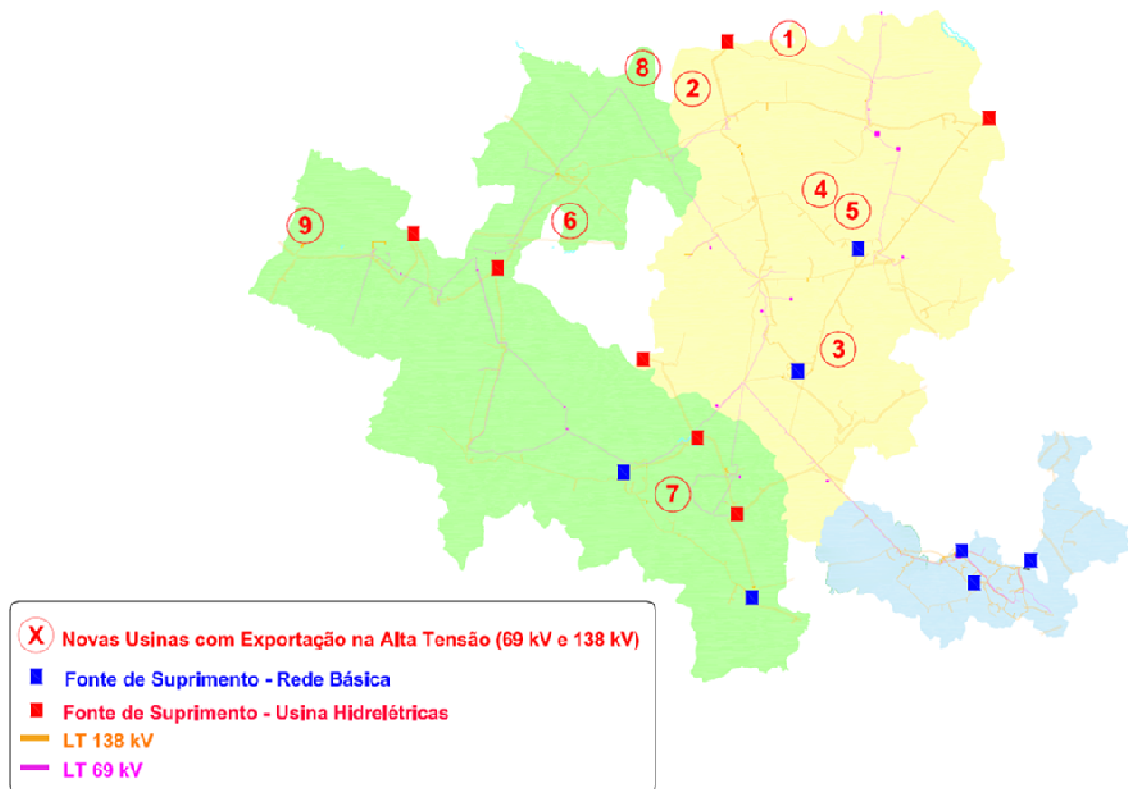 1
8
2
4
5
6
9
3
7
X Novas Usinas com Exportação na Alta Tensão (69 kV e 138 kV)
Fonte de Suprimento - Rede Básica
Fonte de Suprimento - Usina Hidrelétricas
LT 138 kV
LT 69 kV